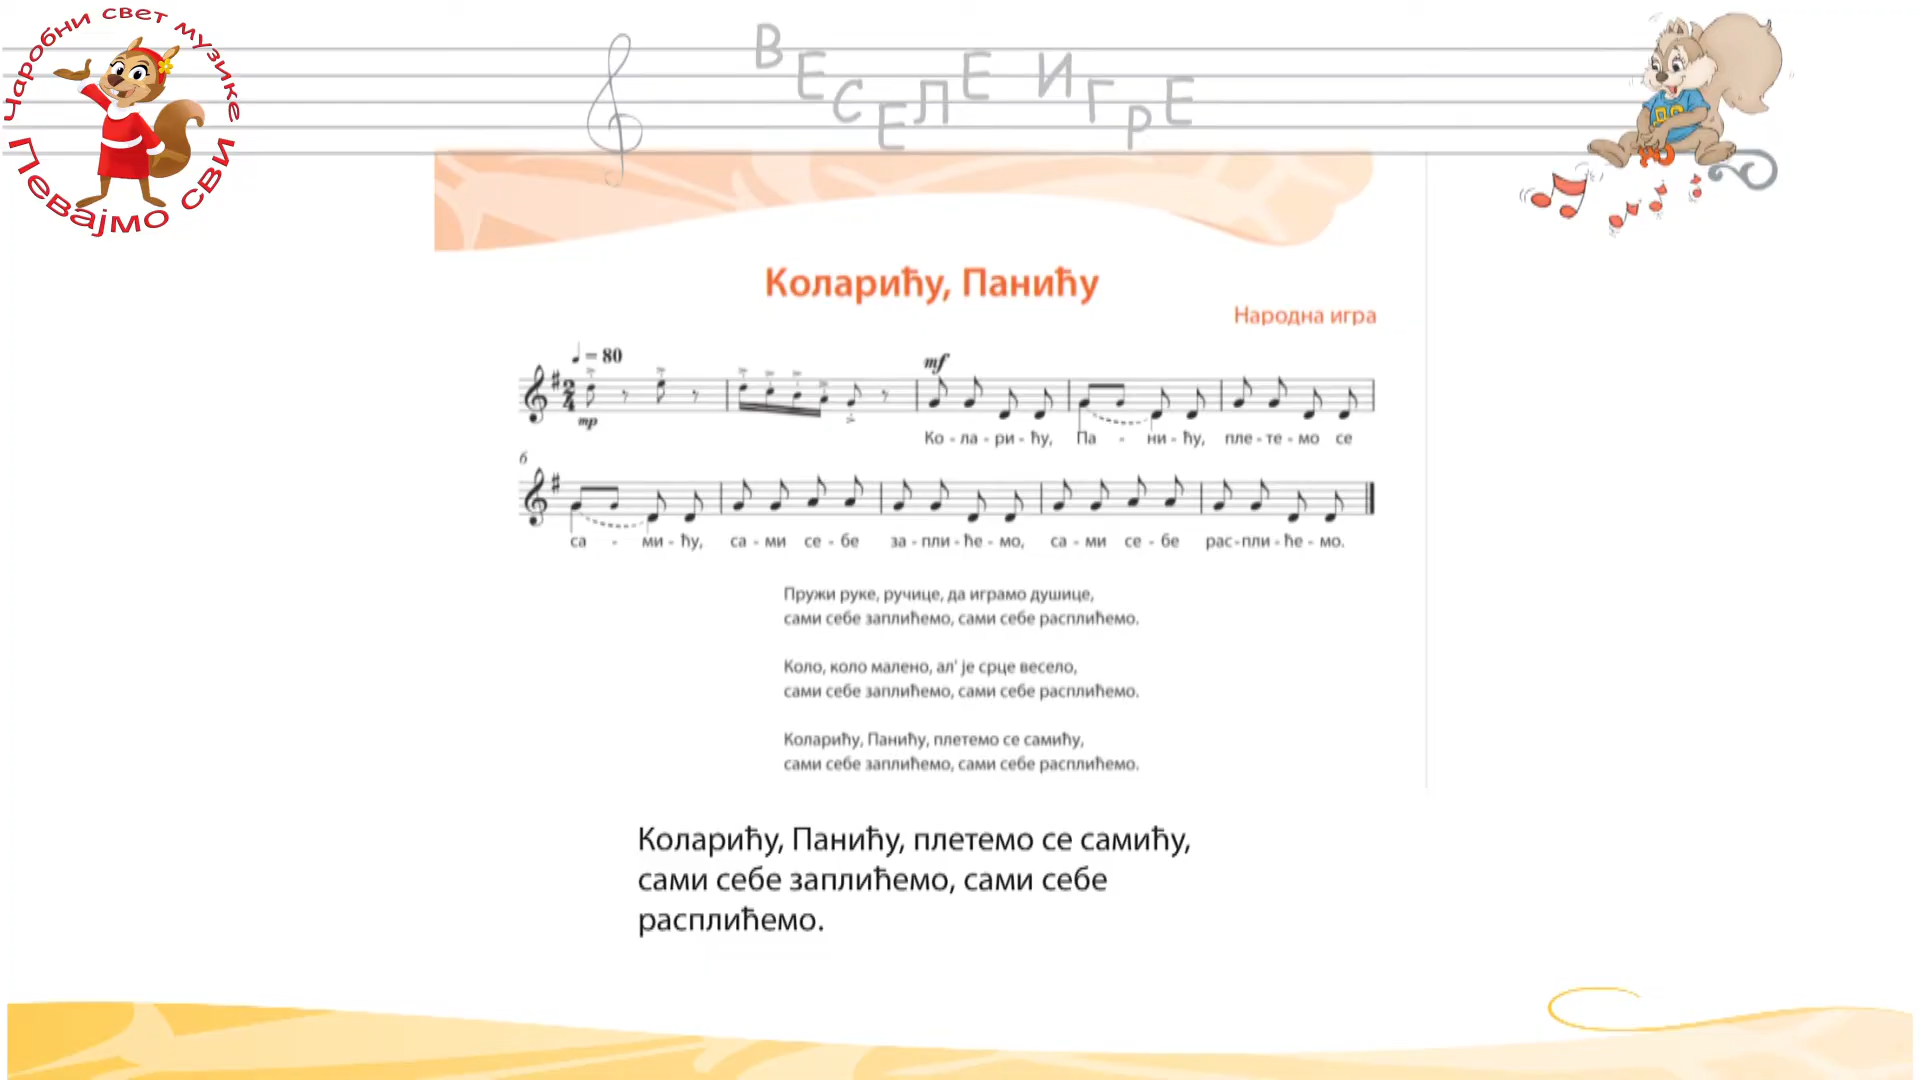 Чаробни свет музике
Певајмо сви
ВЕСЕЛЕ ИГРЕ
ДО
Коларићу, Панићу
Народна игра
♩ = 80
mf
mp
Ко - ла - ри - ћу, Па - ни - ћу, пле - те - мо се
6
са - ми - ћу, са - ми се - бе за - пли - ће - мо, са - ми се - бе рас - пли - ће - мо.
Пружи руке, ручице, да играмо душице,
сами себе заплићемо, сами себе расплићемо.
Коло, коло малено, ал' је срце весело,
сами себе заплићемо, сами себе расплићемо.
Коларићу, Панићу, плетемо се самићу,
сами себе заплићемо, сами себе расплићемо.
Коларићу, Панићу, плетемо се самићу,
сами себе заплићемо, сами себе
расплићемо.